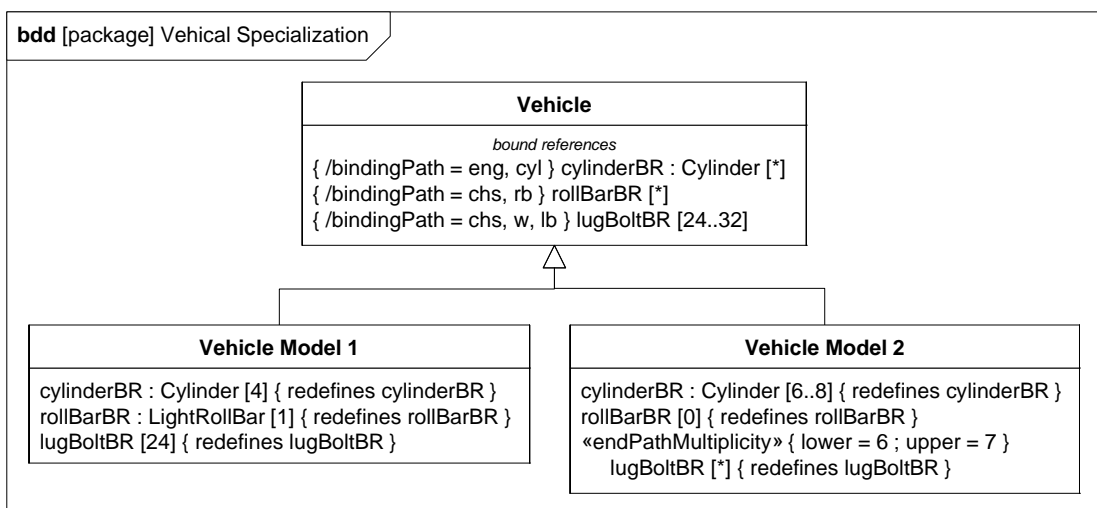 bdd [package] Vehical Specialization
Vehicle
bound references
{ /bindingPath = eng, cyl } cylinderBR : Cylinder [*]
{ /bindingPath = chs, rb } rollBarBR [*]
{ /bindingPath = chs, w, lb } lugBoltBR [24..32]
Vehicle Model 1
cylinderBR : Cylinder [4] { redefines cylinderBR }
rollBarBR : LightRollBar [1] { redefines rollBarBR }
lugBoltBR [24] { redefines lugBoltBR }
Vehicle Model 2
cylinderBR : Cylinder [6..8] { redefines cylinderBR }
rollBarBR [0] { redefines rollBarBR }
«endPathMultiplicity» { lower = 6 ; upper = 7 }
lugBoltBR [*] { redefines lugBoltBR }